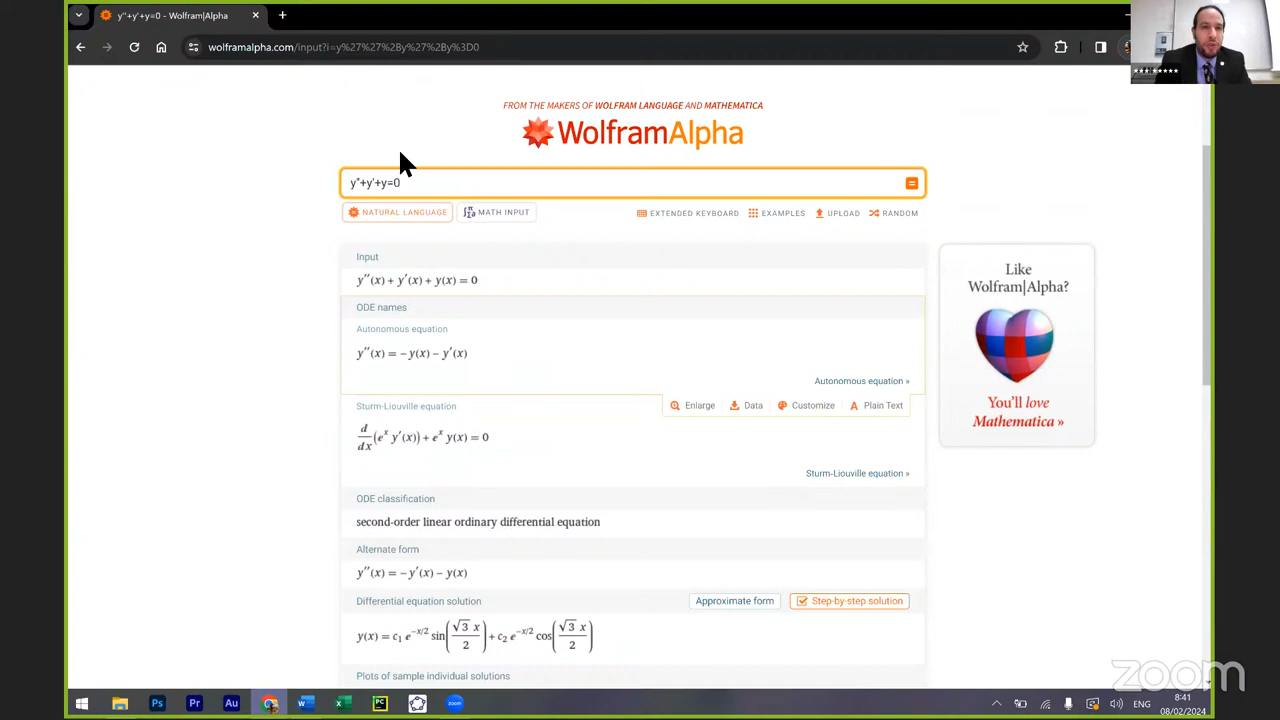 y''+y'+y=0 - Wolfram|Alpha
wolframalpha.com/input?i=y%27%27%2By%27%2By%3D0
FROM THE MAKERS OF WOLFRAM LANGUAGE AND MATHEMATICA
WolframAlpha
y''+y'+y=0
NATURAL LANGUAGE
MATH INPUT
EXTENDED KEYBOARD
EXAMPLES
UPLOAD
RANDOM
Input
y''(x) + y'(x) + y(x) = 0
ODE names
Autonomous equation
y''(x) = - y(x) - y'(x)
Autonomous equation »
Sturm-Liouville equation
Enlarge
Data
Customize
A Plain Text
d/dx (e^x y'(x)) + e^x y(x) = 0
Sturm-Liouville equation »
ODE classification
second-order linear ordinary differential equation
Alternate form
y''(x) = - y'(x) - y(x)
Differential equation solution
Approximate form
Step-by-step solution
y(x) = c₁ e^(-x/2) sin(√3 x / 2) + c₂ e^(-x/2) cos(√3 x / 2)
Plots of sample individual solutions
Like
Wolfram|Alpha?
You'll love
Mathematica »
zoom
Ps
Pr
Au
PC
zoom
ENG
8:41
08/02/2024